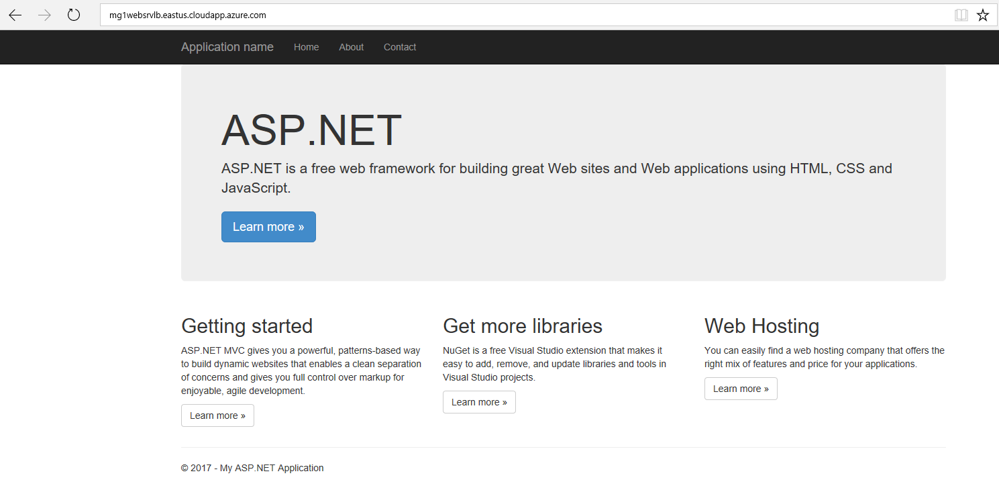 mg1websrvlb.eastus.cloudapp.azure.com
Application name Home About Contact
ASP.NET
ASP.NET is a free web framework for building great Web sites and Web applications using HTML, CSS and
JavaScript.
Learn more »
Getting started
ASP.NET MVC gives you a powerful, patterns-based way
to build dynamic websites that enables a clean separation
of concerns and gives you full control over markup for
enjoyable, agile development.
Learn more »
Get more libraries
NuGet is a free Visual Studio extension that makes it
easy to add, remove, and update libraries and tools in
Visual Studio projects.
Learn more »
Web Hosting
You can easily find a web hosting company that offers the
right mix of features and price for your applications.
Learn more »
© 2017 - My ASP.NET Application